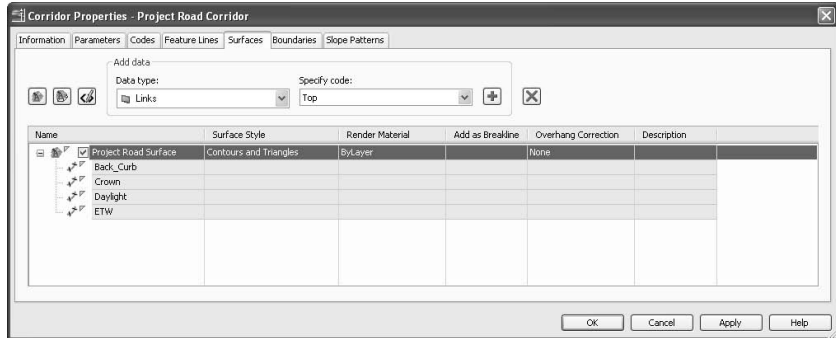 Corridor Properties - Project Road Corridor
Information Parameters Codes Feature Lines Surfaces Boundaries Slope Patterns
Add data
Data type: Specify code:
Links Top
Name Surface Style Render Material Add as Breakline Overhang Correction Description
Project Road Surface Contours and Triangles ByLayer None
Back_Curb
Crown
Daylight
ETW
OK Cancel Apply Help